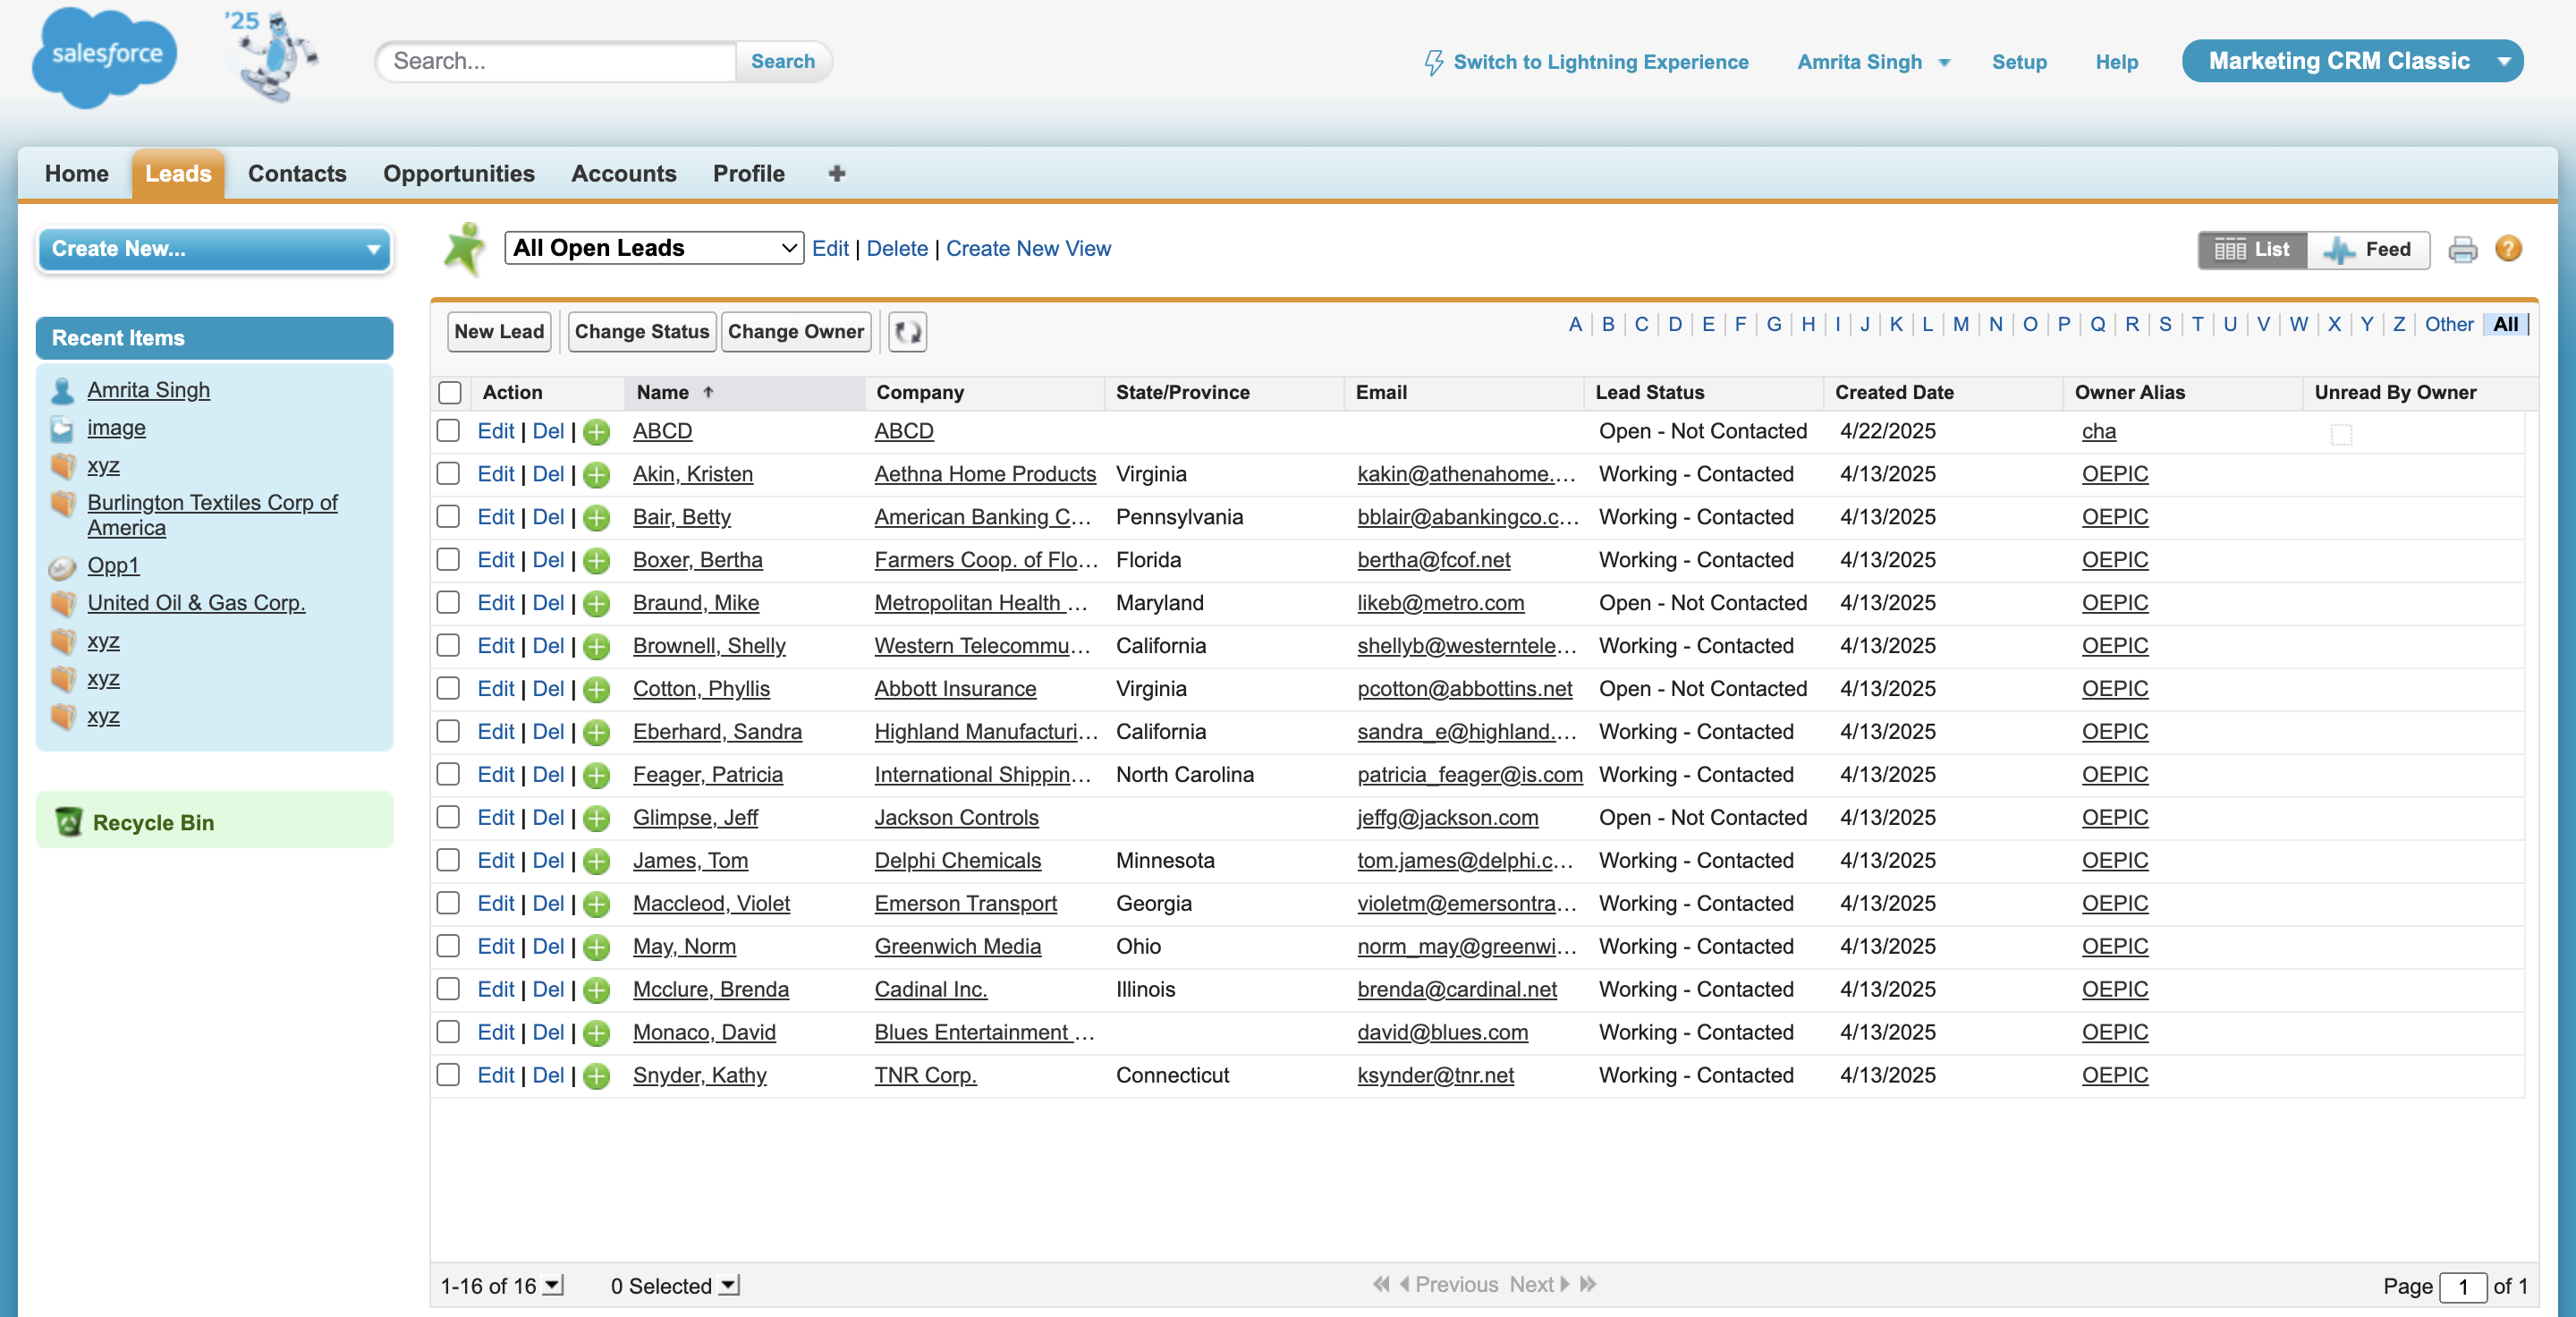 salesforce
'25
Search...
Search
Switch to Lightning Experience
Amrita Singh
Setup
Help
Marketing CRM Classic
Home Leads Contacts Opportunities Accounts Profile
Create New...
Recent Items
Amrita Singh
image
xyz
Burlington Textiles Corp of
America
Opp1
United Oil & Gas Corp.
xyz
xyz
xyz
Recycle Bin
All Open Leads Edit | Delete | Create New View
List Feed
New Lead Change Status Change Owner
A | B | C | D | E | F | G | H | I | J | K | L | M | N | O | P | Q | R | S | T | U | V | W | X | Y | Z | Other | All
Action Name Company State/Province Email Lead Status Created Date Owner Alias Unread By Owner
Edit | Del | ABCD ABCD Open - Not Contacted 4/22/2025 cha
Edit | Del | Akin, Kristen Aethna Home Products Virginia kakin@athenahome.... Working - Contacted 4/13/2025 OEPIC
Edit | Del | Bair, Betty American Banking C... Pennsylvania bblair@abankingco.c... Working - Contacted 4/13/2025 OEPIC
Edit | Del | Boxer, Bertha Farmers Coop. of Flo... Florida bertha@fcof.net Working - Contacted 4/13/2025 OEPIC
Edit | Del | Braund, Mike Metropolitan Health ... Maryland likeb@metro.com Open - Not Contacted 4/13/2025 OEPIC
Edit | Del | Brownell, Shelly Western Telecommu... California shellyb@westerntele... Working - Contacted 4/13/2025 OEPIC
Edit | Del | Cotton, Phyllis Abbott Insurance Virginia pcotton@abbottins.net Open - Not Contacted 4/13/2025 OEPIC
Edit | Del | Eberhard, Sandra Highland Manufacturi... California sandra_e@highland.... Working - Contacted 4/13/2025 OEPIC
Edit | Del | Feager, Patricia International Shippin... North Carolina patricia_feager@is.com Working - Contacted 4/13/2025 OEPIC
Edit | Del | Glimpse, Jeff Jackson Controls jeffg@jackson.com Open - Not Contacted 4/13/2025 OEPIC
Edit | Del | James, Tom Delphi Chemicals Minnesota tom.james@delphi.c... Working - Contacted 4/13/2025 OEPIC
Edit | Del | Maccleod, Violet Emerson Transport Georgia violetm@emersontra... Working - Contacted 4/13/2025 OEPIC
Edit | Del | May, Norm Greenwich Media Ohio norm_may@greenwi... Working - Contacted 4/13/2025 OEPIC
Edit | Del | Mcclure, Brenda Cadinal Inc. Illinois brenda@cardinal.net Working - Contacted 4/13/2025 OEPIC
Edit | Del | Monaco, David Blues Entertainment ... david@blues.com Working - Contacted 4/13/2025 OEPIC
Edit | Del | Snyder, Kathy TNR Corp. Connecticut ksynder@tnr.net Working - Contacted 4/13/2025 OEPIC
1-16 of 16 0 Selected Previous Next Page 1 of 1